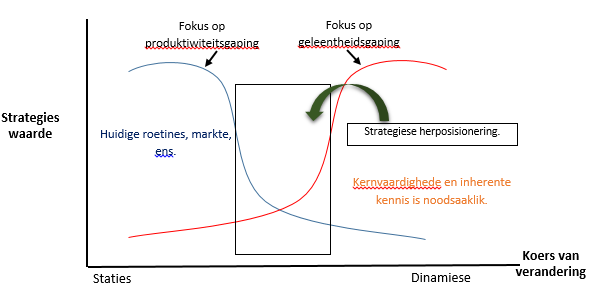 Fokus op
produktiwiteitsgaping
Fokus op
geleentheidsgaping
Strategies
waarde
Huidige roetines, markte,
ens.
Strategiese herposisionering.
Kernvaardighede en inherente
kennis is noodsaaklik.
Koers van
verandering
Staties
Dinamiese